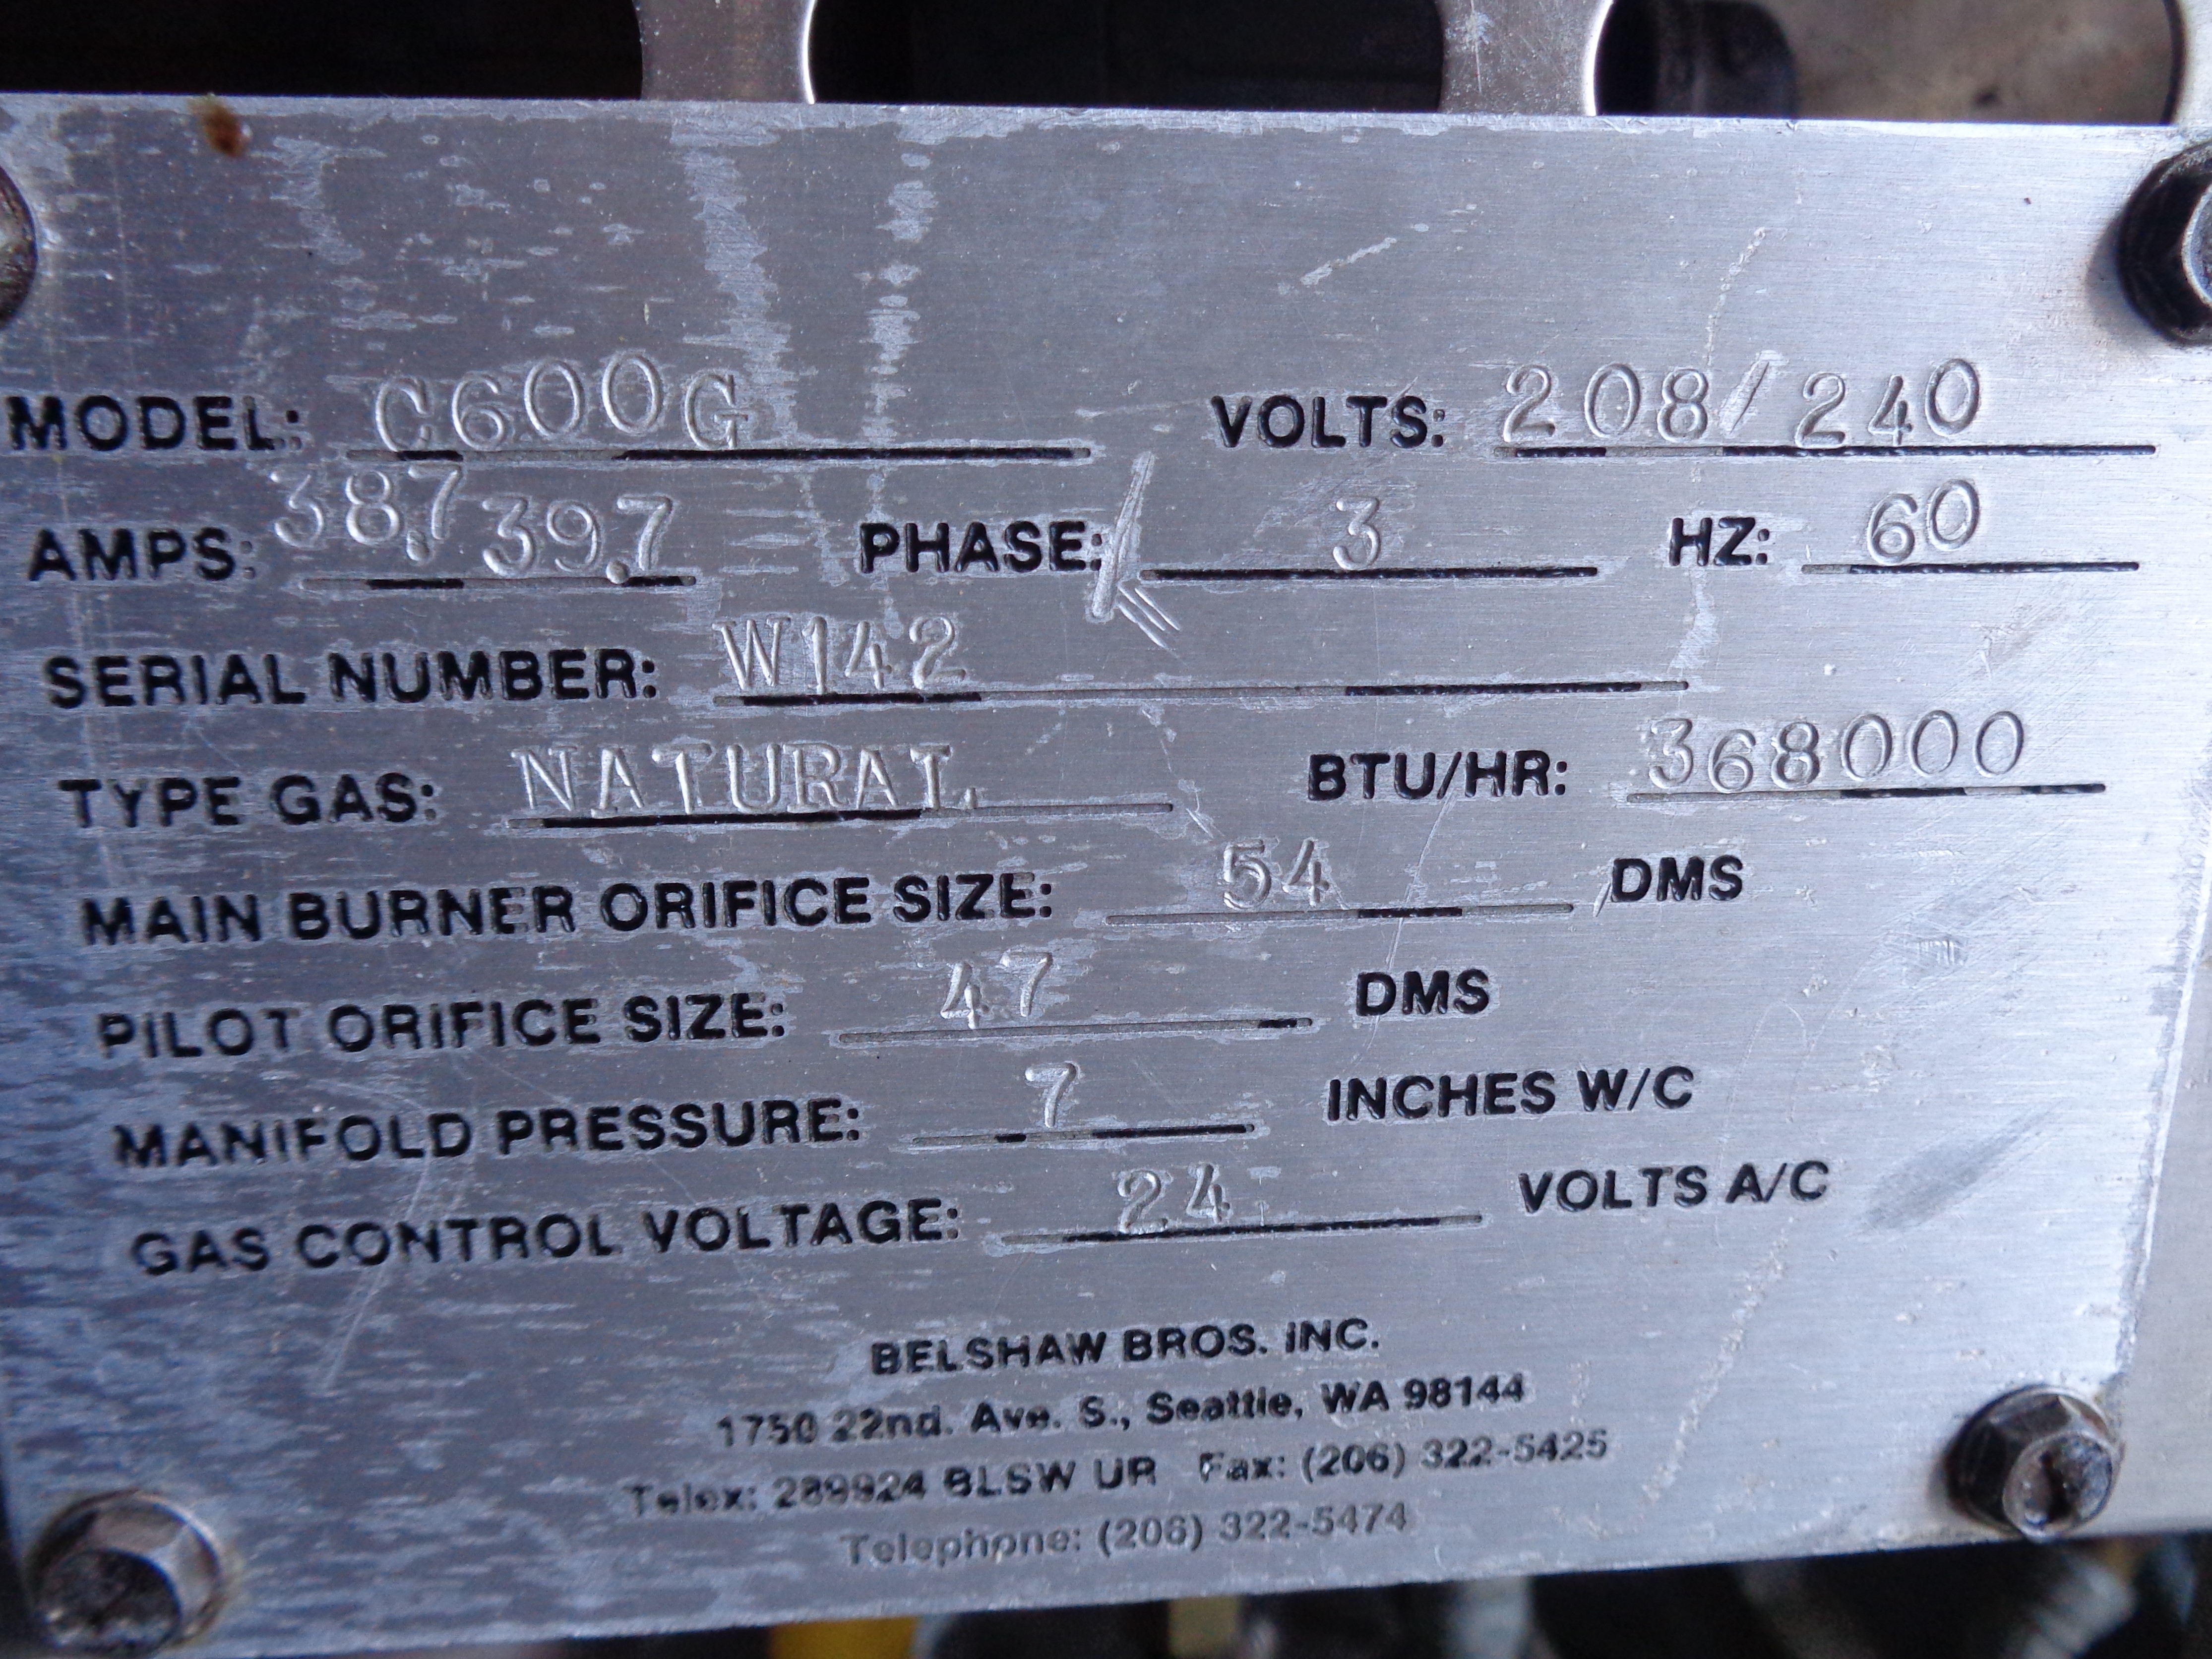 MODEL: C600G VOLTS: 208/240
AMPS: 38.7 39.7 PHASE: 3 HZ: 60
SERIAL NUMBER: W142
TYPE GAS: NATURAL BTU/HR: 368000
MAIN BURNER ORIFICE SIZE: 54 DMS
PILOT ORIFICE SIZE: 47 DMS
MANIFOLD PRESSURE: 7 INCHES W/C
GAS CONTROL VOLTAGE: 24 VOLTS A/C
BELSHAW BROS. INC.
1750 22nd. Ave. S., Seattle, WA 98144
Telex: 289924 BLSW UR Fax: (206) 322-5425
Telephone: (206) 322-5474